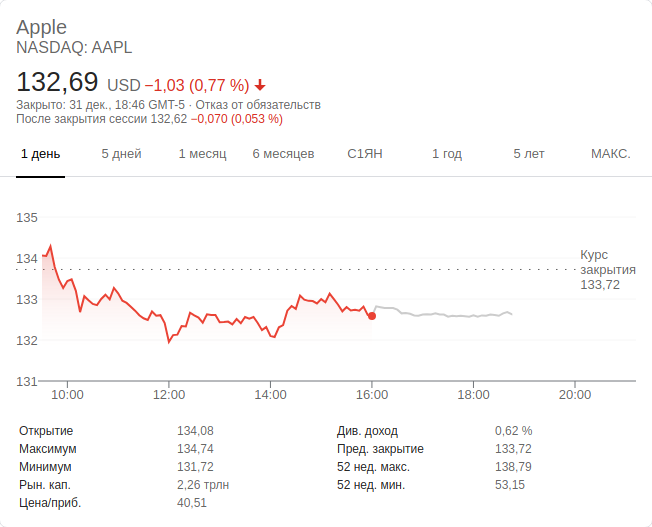 Apple
NASDAQ: AAPL
132,69 USD −1,03 (0,77 %)
Закрыто: 31 дек., 18:46 GMT-5 · Отказ от обязательств
После закрытия сессии 132,62 −0,070 (0,053 %)
1 день 5 дней 1 месяц 6 месяцев С1ЯН 1 год 5 лет МАКС.
135
134
133
132
131
Курс
закрытия
133,72
10:00 12:00 14:00 16:00 18:00 20:00
Открытие 134,08
Максимум 134,74
Минимум 131,72
Рын. кап. 2,26 трлн
Цена/приб. 40,51
Див. доход 0,62 %
Пред. закрытие 133,72
52 нед. макс. 138,79
52 нед. мин. 53,15